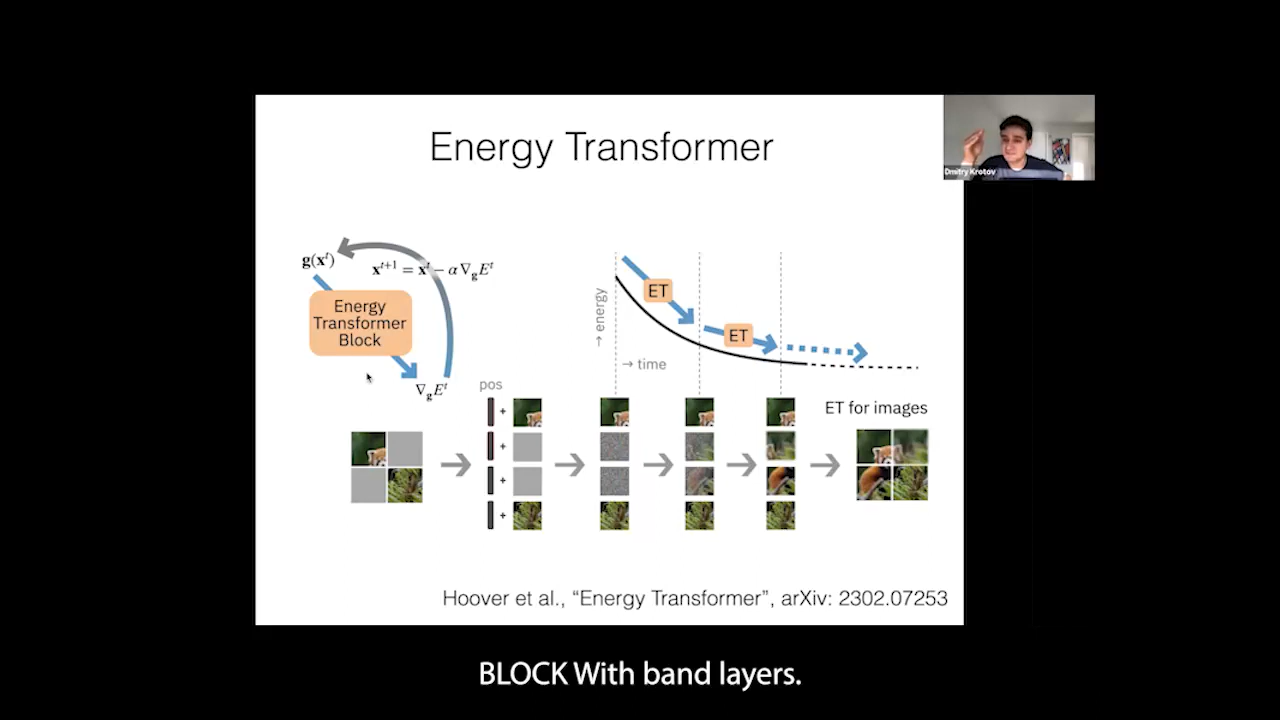 Energy Transformer
Dmitry Krotov
g(xᵗ)
xᵗ⁺¹ = xᵗ − α∇gEᵗ
Energy
Transformer
Block
∇gEᵗ
→ energy
ET
ET
→ time
pos
+
+
+
+
ET for images
Hoover et al., “Energy Transformer”, arXiv: 2302.07253
BLOCK With band layers.